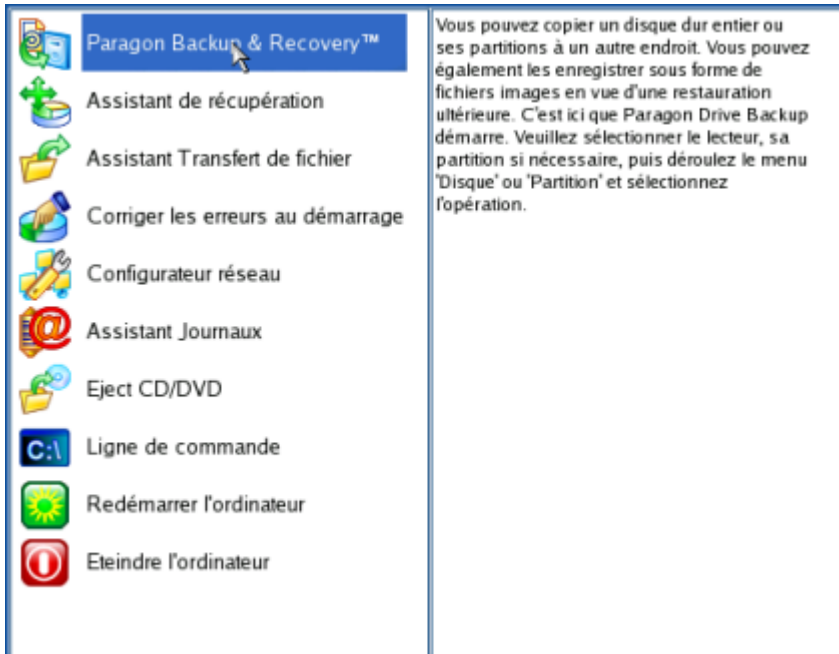 Paragon Backup & Recovery™
Assistant de récupération
Assistant Transfert de fichier
Corriger les erreurs au démarrage
Configurateur réseau
Assistant Journaux
Eject CD/DVD
C:\
Ligne de commande
Redémarrer l'ordinateur
Eteindre l'ordinateur
Vous pouvez copier un disque dur entier ou
ses partitions à un autre endroit. Vous pouvez
également les enregistrer sous forme de
fichiers images en vue d'une restauration
ultérieure. C'est ici que Paragon Drive Backup
démarre. Veuillez sélectionner le lecteur, sa
partition si nécessaire, puis déroulez le menu
'Disque' ou 'Partition' et sélectionnez
l'opération.